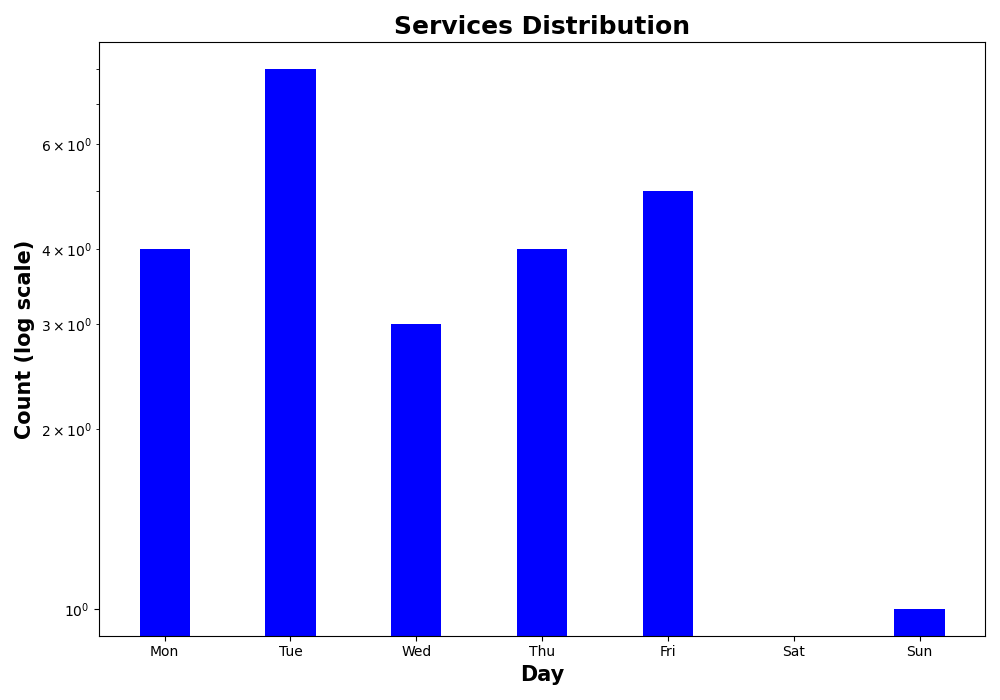 Services Distribution
Count (log scale)
6 × 10⁰
4 × 10⁰
3 × 10⁰
2 × 10⁰
10⁰
Mon Tue Wed Thu Fri Sat Sun
Day